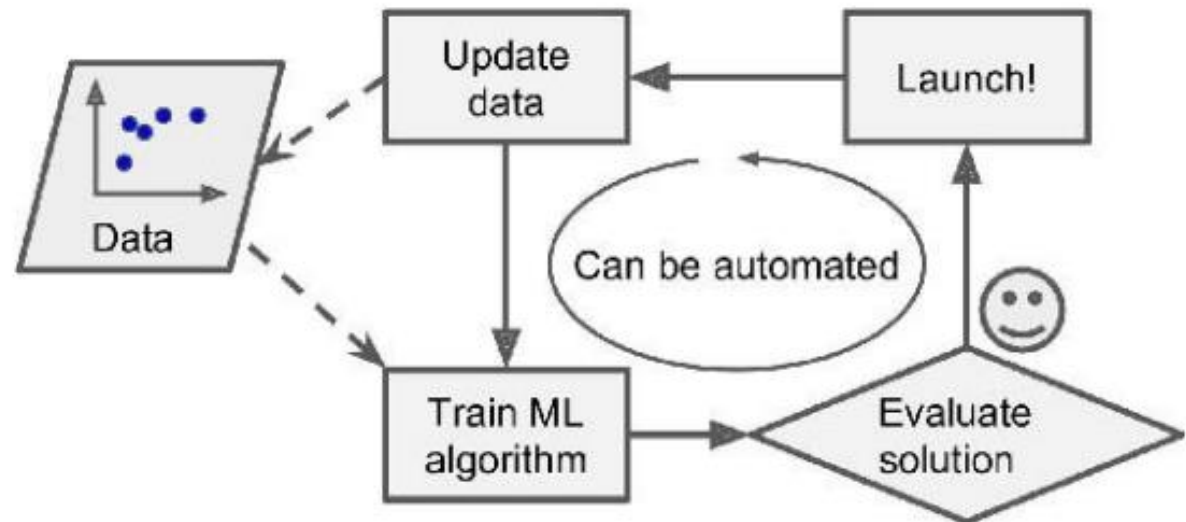 Update
data
Launch!
Data
Can be automated
Train ML
algorithm
Evaluate
solution